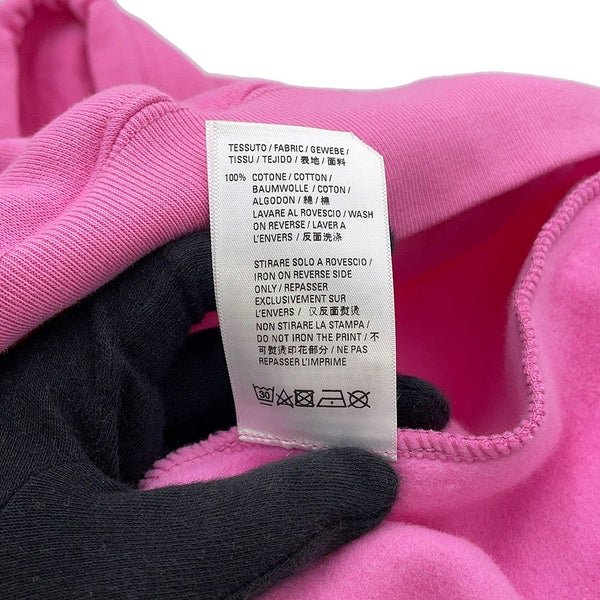 TESSUTO / FABRIC / GEWEBE /
TISSU / TEJIDO / 表地 / 面料
100% COTONE / COTTON /
BAUMWOLLE / COTON /
ALGODON / 綿 / 棉
LAVARE AL ROVESCIO / WASH
ON REVERSE / LAVER A
L'ENVERS / 反面洗涤
STIRARE SOLO A ROVESCIO /
IRON ON REVERSE SIDE
ONLY / REPASSER
EXCLUSIVEMENT SUR
L'ENVERS / 仅反面熨烫
NON STIRARE LA STAMPA /
DO NOT IRON THE PRINT / 不
可熨烫印花部分 / NE PAS
REPASSER L'IMPRIME
30